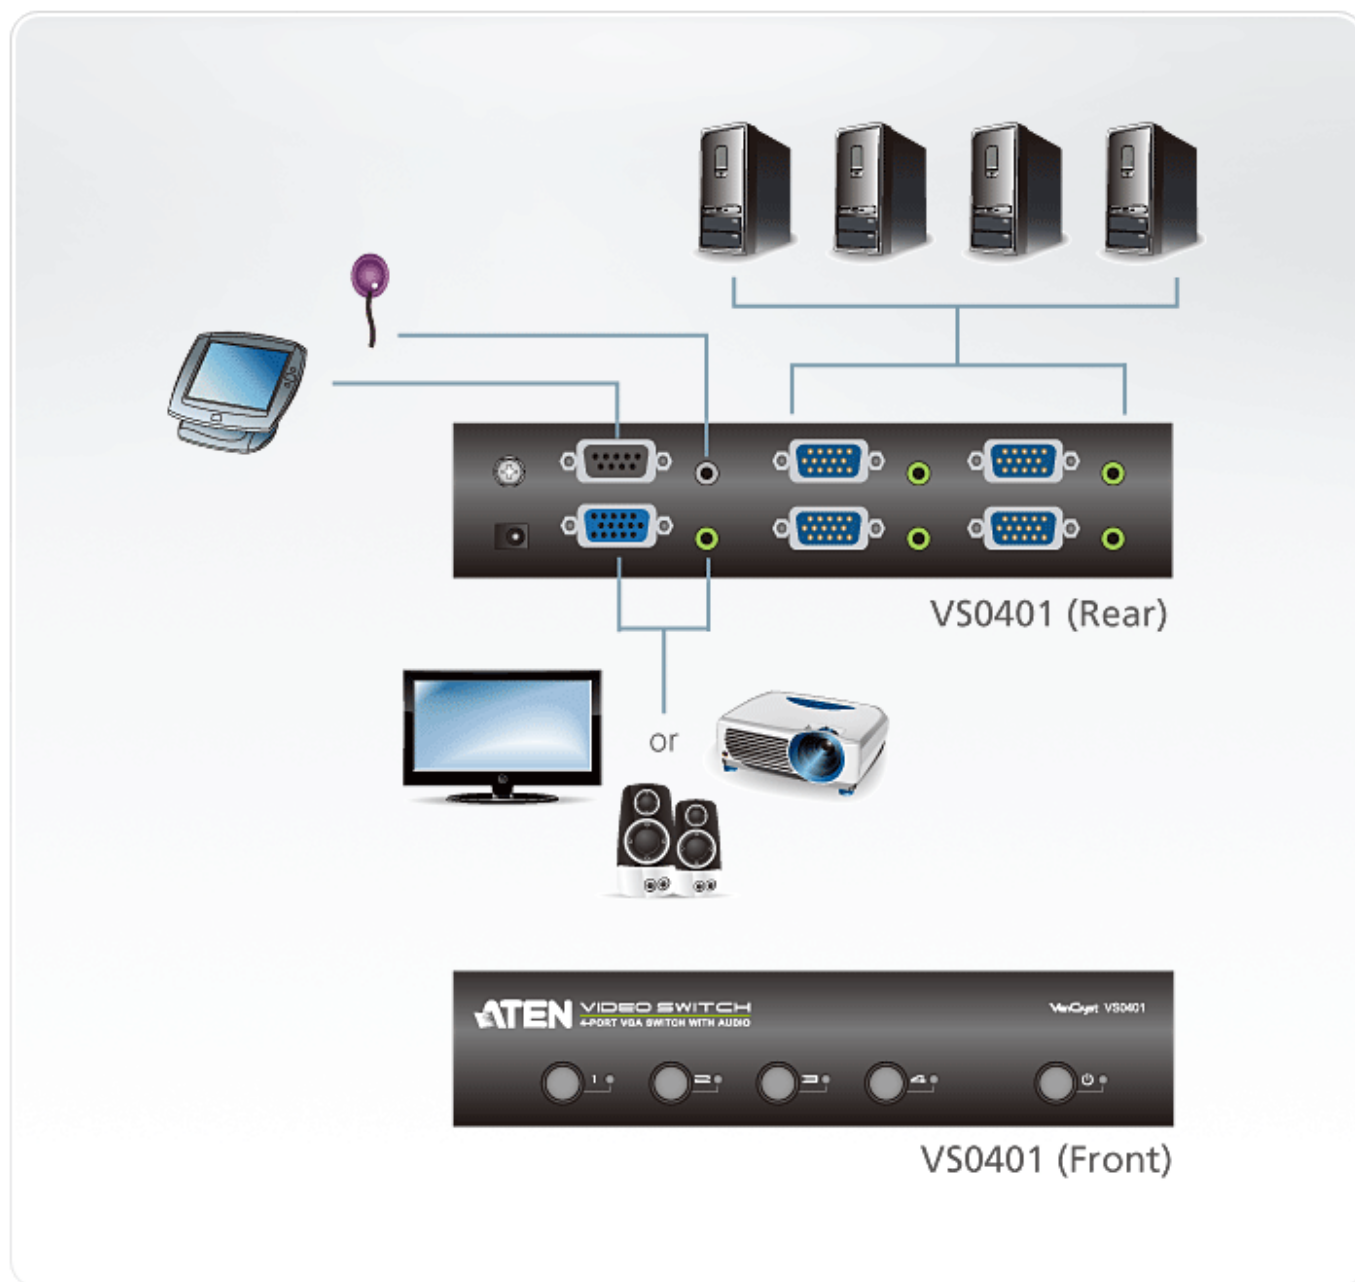 VS0401 (Rear)
or
ATEN VIDEO SWITCH
4-PORT VGA SWITCH WITH AUDIO
VanCryst VS0401
1 2 3 4
VS0401 (Front)